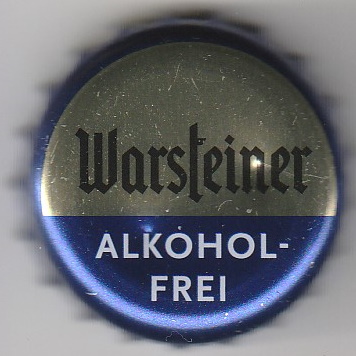 Warsteiner
ALKOHOL-
FREI